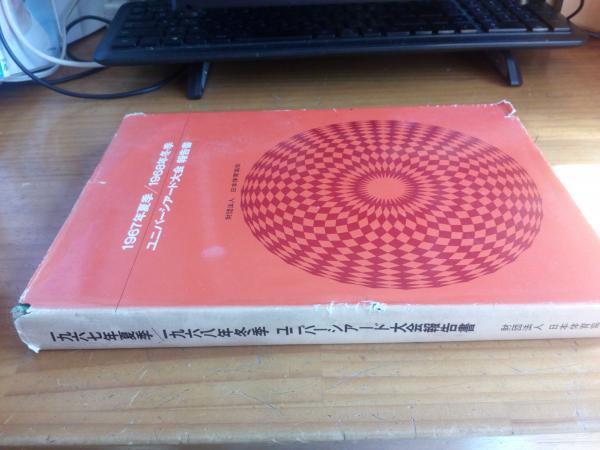 1967年夏季／1968年冬季
ユニバーシアード大会 報告書
財団法人 日本体育協会
一九六七年夏季／一九六八年冬季 ユニバーシアード大会報告書 財団法人 日本体育協